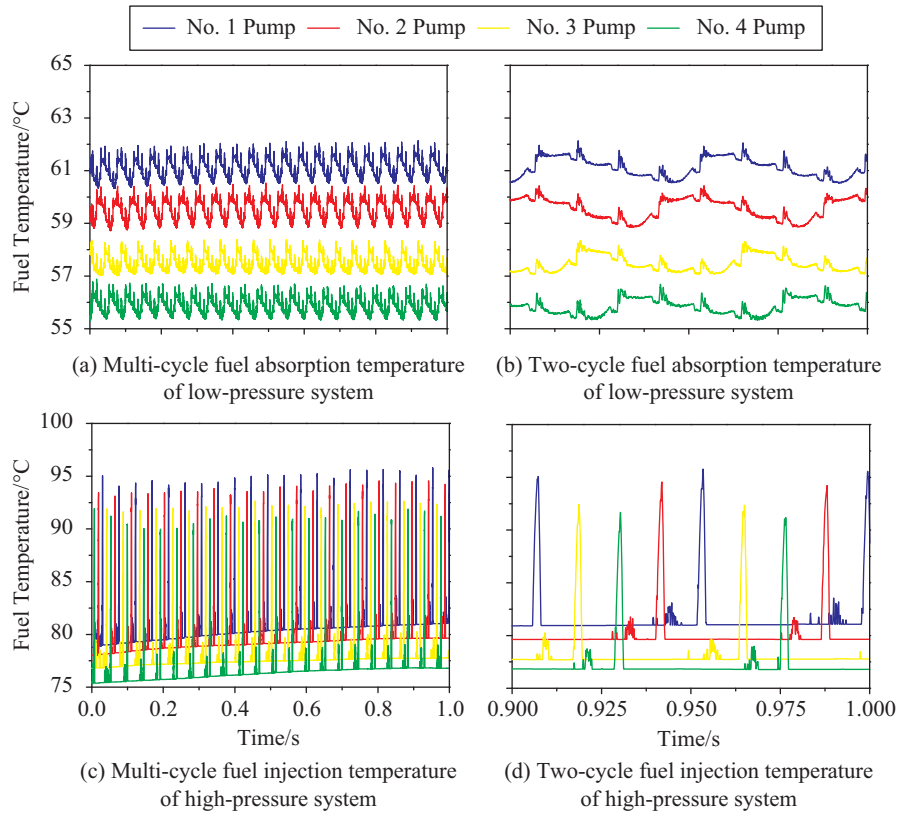 No. 1 Pump No. 2 Pump No. 3 Pump No. 4 Pump
Fuel Temperature/°C
65
63
61
59
57
55
(a) Multi-cycle fuel absorption temperature
of low-pressure system
(b) Two-cycle fuel absorption temperature
of low-pressure system
Fuel Temperature/°C
100
95
90
85
80
75
0.0 0.2 0.4 0.6 0.8 1.0
Time/s
0.900 0.925 0.950 0.975 1.000
Time/s
(c) Multi-cycle fuel injection temperature
of high-pressure system
(d) Two-cycle fuel injection temperature
of high-pressure system